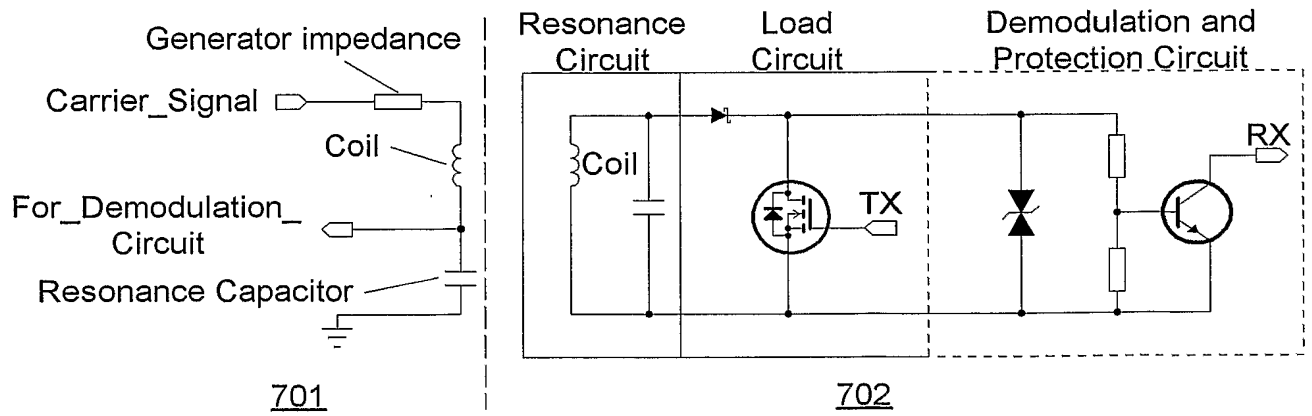 Generator impedance
Carrier_Signal
Coil
For_Demodulation_
Circuit
Resonance Capacitor
701
Resonance
Circuit
Load
Circuit
Demodulation and
Protection Circuit
Coil
TX
RX
702